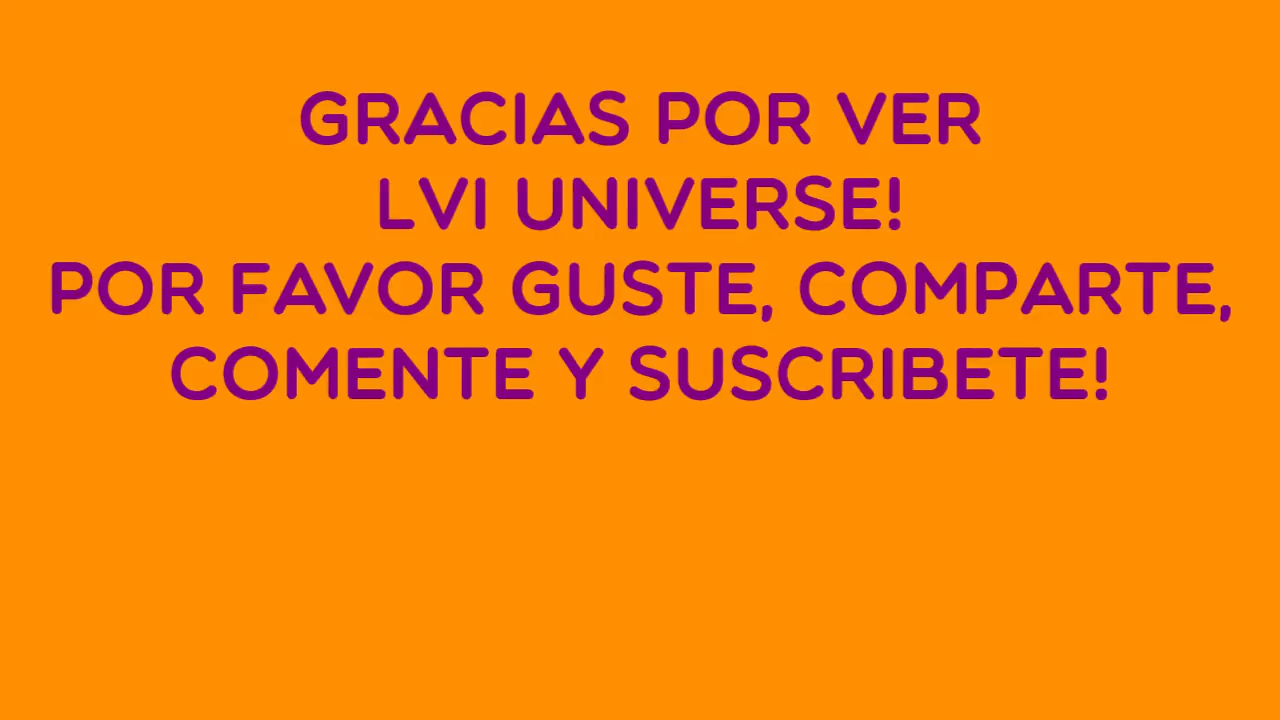 GRACIAS POR VER
LVI UNIVERSE!
POR FAVOR GUSTE, COMPARTE,
COMENTE Y SUSCRIBETE!